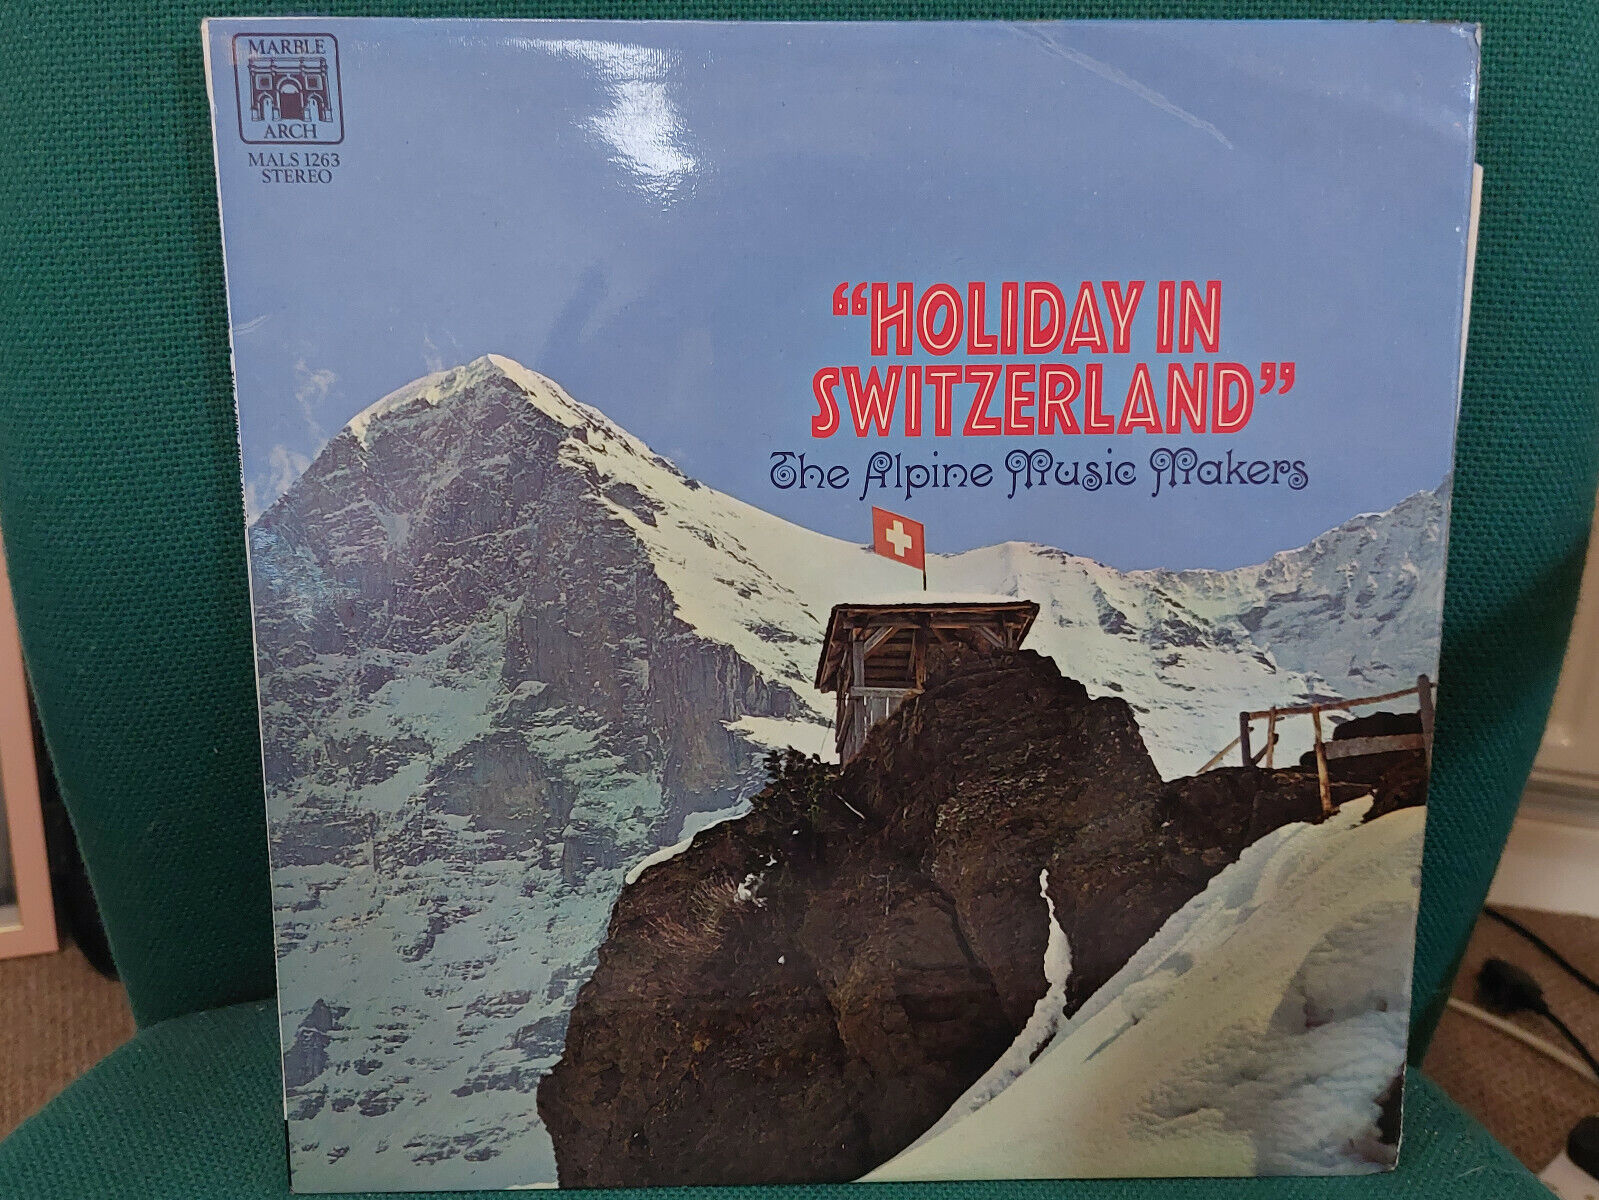 MARBLE
ARCH
MALS 1263
STEREO
“HOLIDAY IN
SWITZERLAND”
The Alpine Music Makers